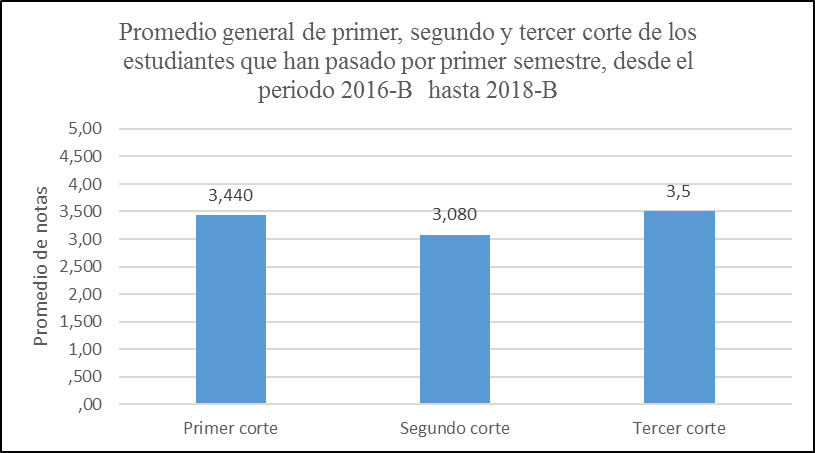 Promedio general de primer, segundo y tercer corte de los
estudiantes que han pasado por primer semestre, desde el
periodo 2016-B hasta 2018-B
Promedio de notas
5,00
4,500
4,00
3,500
3,00
2,500
2,00
1,500
1,00
,500
,00
3,440
3,080
3,5
Primer corte
Segundo corte
Tercer corte